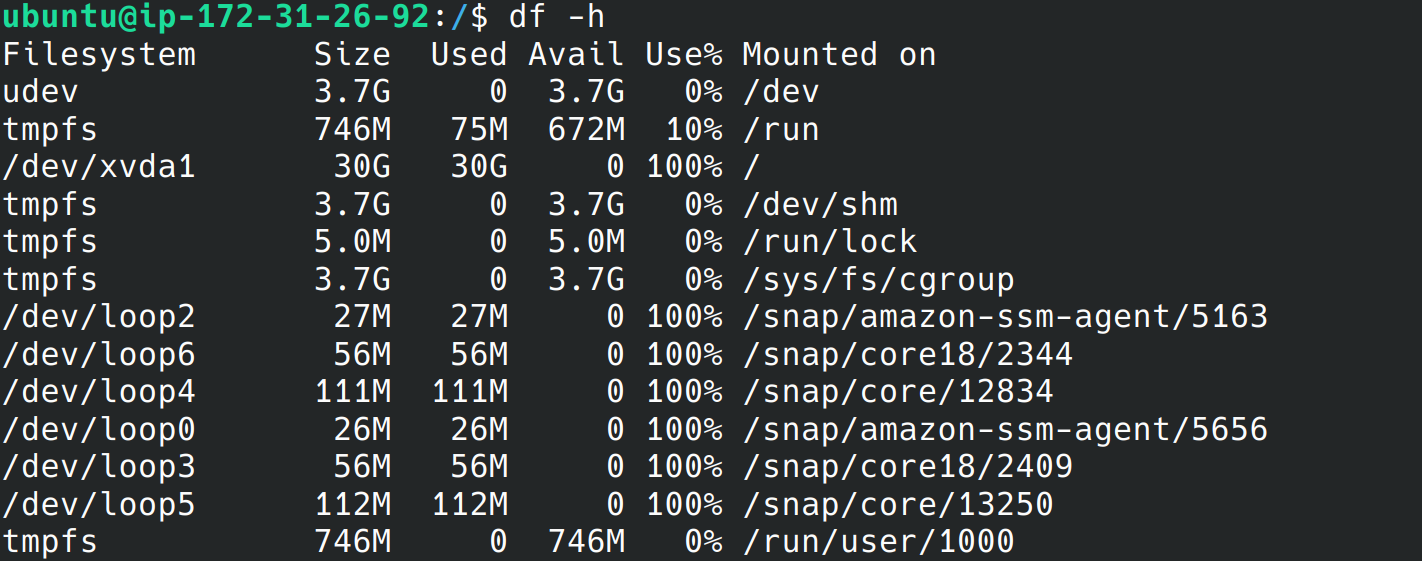 ubuntu@ip-172-31-26-92:/$ df -h
Filesystem      Size  Used Avail Use% Mounted on
udev            3.7G     0  3.7G   0% /dev
tmpfs           746M   75M  672M  10% /run
/dev/xvda1       30G   30G     0 100% /
tmpfs           3.7G     0  3.7G   0% /dev/shm
tmpfs           5.0M     0  5.0M   0% /run/lock
tmpfs           3.7G     0  3.7G   0% /sys/fs/cgroup
/dev/loop2       27M   27M     0 100% /snap/amazon-ssm-agent/5163
/dev/loop6       56M   56M     0 100% /snap/core18/2344
/dev/loop4      111M  111M     0 100% /snap/core/12834
/dev/loop0       26M   26M     0 100% /snap/amazon-ssm-agent/5656
/dev/loop3       56M   56M     0 100% /snap/core18/2409
/dev/loop5      112M  112M     0 100% /snap/core/13250
tmpfs           746M     0  746M   0% /run/user/1000